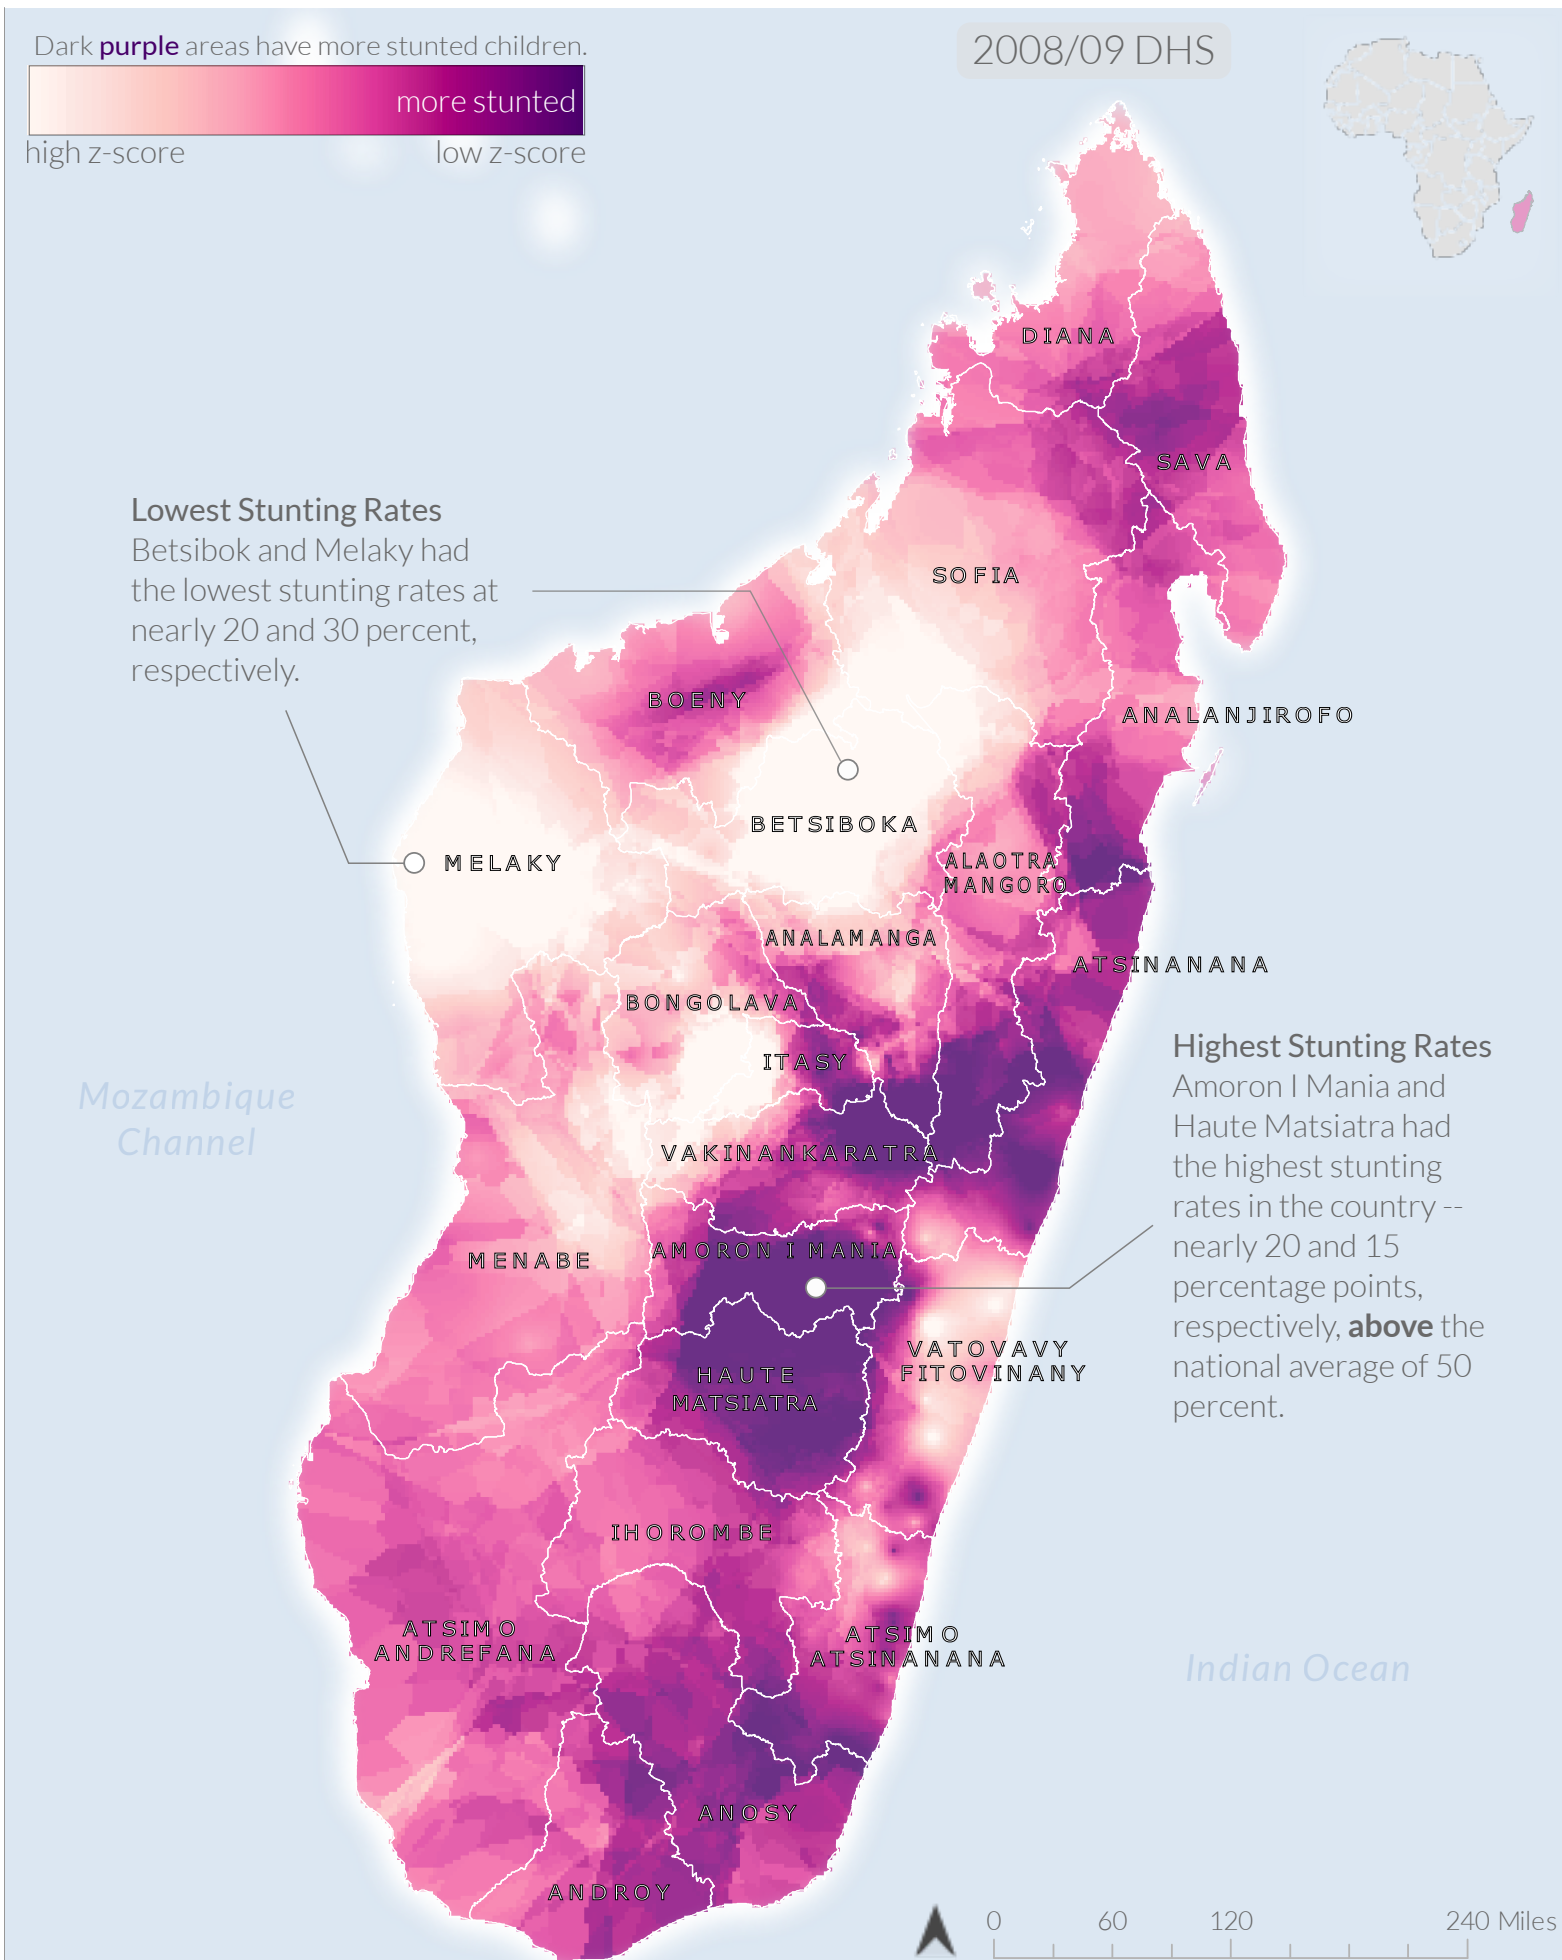 Dark purple areas have more stunted children.
more stunted
high z-score
low z-score
2008/09 DHS
DIANA
SAVA
Lowest Stunting Rates
Betsibok and Melaky had
the lowest stunting rates at
nearly 20 and 30 percent,
respectively.
SOFIA
BOENY
ANALANJIROFO
BETSIBOKA
MELAKY
ALAOTRA
MANGORO
ANALAMANGA
ATSINANANA
BONGOLAVA
ITASY
Highest Stunting Rates
Amoron I Mania and
Haute Matsiatra had
the highest stunting
rates in the country --
nearly 20 and 15
percentage points,
respectively, above the
national average of 50
percent.
Mozambique
Channel
VAKINANKARATRA
AMORON I MANIA
MENABE
VATOVAVY
FITOVINANY
HAUTE
MATSIATRA
IHOROMBE
ATSIMO
ANDREFANA
ATSIMO
ATSINANANA
Indian Ocean
ANOSY
ANDROY
0 60 120 240 Miles